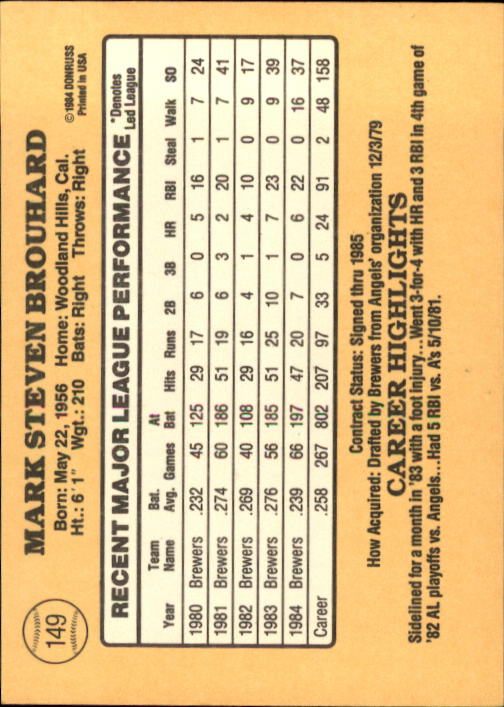 149
MARK STEVEN BROUHARD
Born: May 22, 1956 Home: Woodland Hills, Cal.
Ht.: 6' 1" Wgt.: 210 Bats: Right Throws: Right
© 1984 DONRUSS
Printed in USA
RECENT MAJOR LEAGUE PERFORMANCE
*Denotes
Led League
Year Team Name Bat. Avg. Games At Bat Hits Runs 2B 3B HR RBI Steal Walk SO
1980 Brewers .232 45 125 29 17 6 0 5 16 1 7 24
1981 Brewers .274 60 186 51 19 6 3 2 20 1 7 41
1982 Brewers .269 40 108 29 16 4 1 4 10 0 9 17
1983 Brewers .276 56 185 51 25 10 1 7 23 0 9 39
1984 Brewers .239 66 197 47 20 7 0 6 22 0 16 37
Career .258 267 802 207 97 33 5 24 91 2 48 158
Contract Status: Signed thru 1985
How Acquired: Drafted by Brewers from Angels' organization 12/3/79
CAREER HIGHLIGHTS
Sidelined for a month in '83 with a foot injury...Went 3-for-4 with HR and 3 RBI in 4th game of
'82 AL playoffs vs. Angels...Had 5 RBI vs. A's 5/10/81.